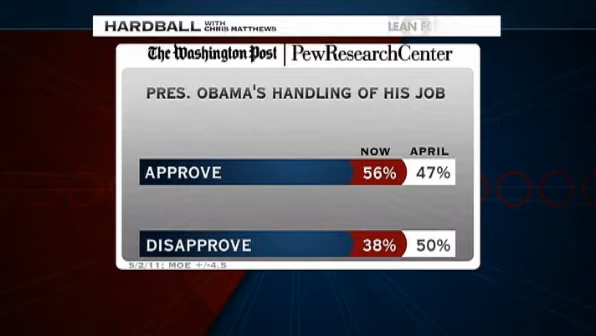 HARDBALL WITH CHRIS MATTHEWS
LEAN F
The Washington Post | PewResearchCenter
PRES. OBAMA'S HANDLING OF HIS JOB
NOW APRIL
APPROVE 56% 47%
DISAPPROVE 38% 50%
5/2/11; MOE +/-4.5